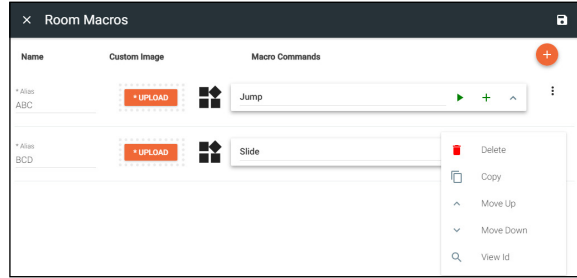 Room Macros
Name Custom Image Macro Commands
* Alias
ABC
* UPLOAD
Jump
* Alias
BCD
* UPLOAD
Slide
Delete
Copy
Move Up
Move Down
View Id